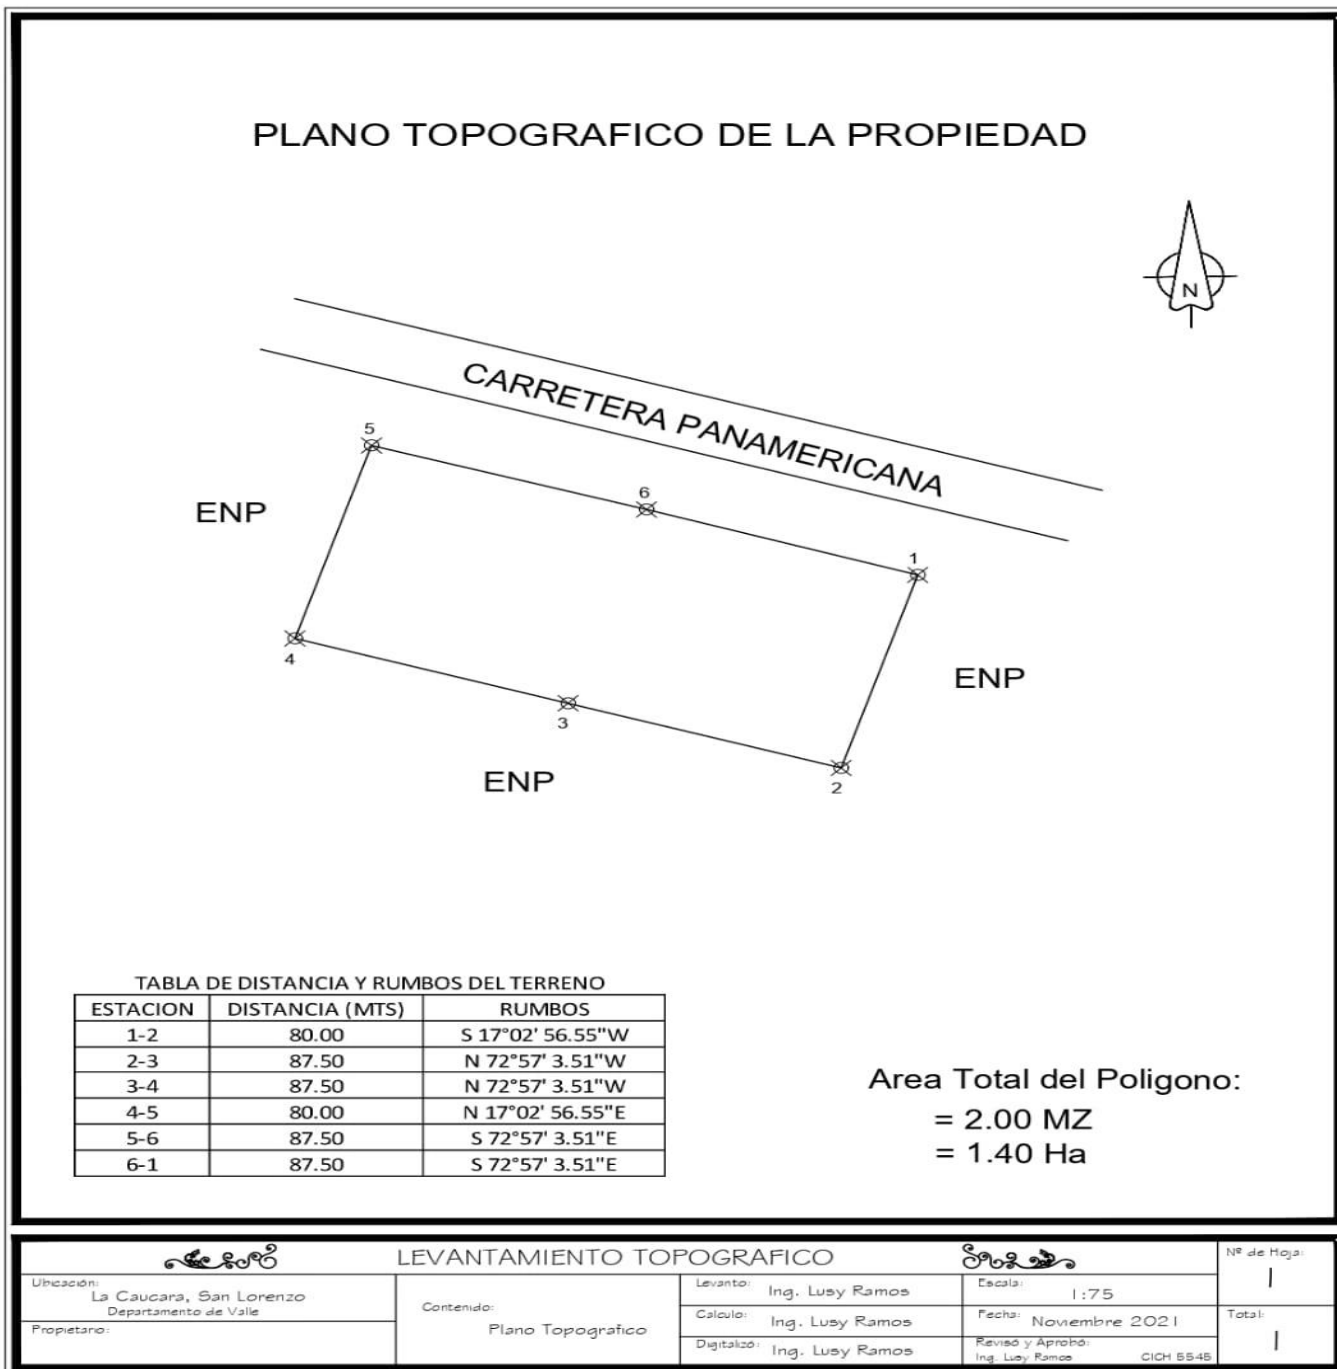 PLANO TOPOGRAFICO DE LA PROPIEDAD
N
CARRETERA PANAMERICANA
5
6
1
ENP
4
3
ENP
2
ENP
TABLA DE DISTANCIA Y RUMBOS DEL TERRENO
ESTACION DISTANCIA (MTS) RUMBOS
1-2 80.00 S 17°02' 56.55"W
2-3 87.50 N 72°57' 3.51"W
3-4 87.50 N 72°57' 3.51"W
4-5 80.00 N 17°02' 56.55"E
5-6 87.50 S 72°57' 3.51"E
6-1 87.50 S 72°57' 3.51"E
Area Total del Poligono:
= 2.00 MZ
= 1.40 Ha
LEVANTAMIENTO TOPOGRAFICO
Ubicación:
La Caucara, San Lorenzo
Departamento de Valle
Propietario:
Contenido:
Plano Topografico
Levanto: Ing. Lusy Ramos
Calculo: Ing. Lusy Ramos
Digitalizó: Ing. Lusy Ramos
Escala: 1:75
Fecha: Noviembre 2021
Revisó y Aprobó:
Ing. Lusy Ramos CICH 5545
Nº de Hoja:
1
Total:
1